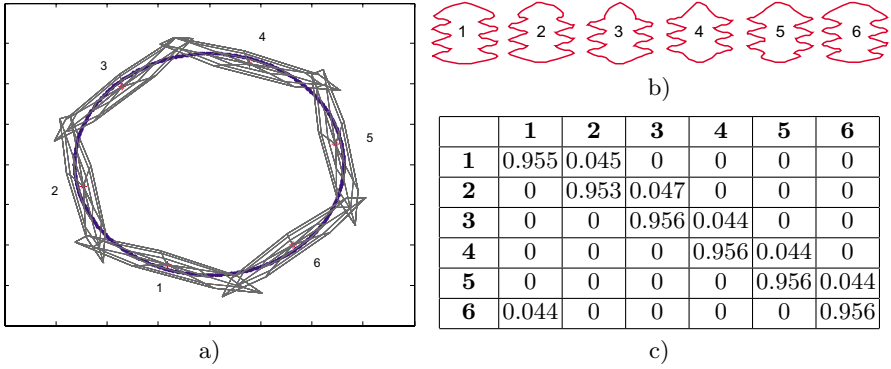 4
3
5
2
6
1
a)
1 2 3 4 5 6
b)
1 2 3 4 5 6
1 0.955 0.045 0 0 0 0
2 0 0.953 0.047 0 0 0
3 0 0 0.956 0.044 0 0
4 0 0 0 0.956 0.044 0
5 0 0 0 0 0.956 0.044
6 0.044 0 0 0 0 0.956
c)